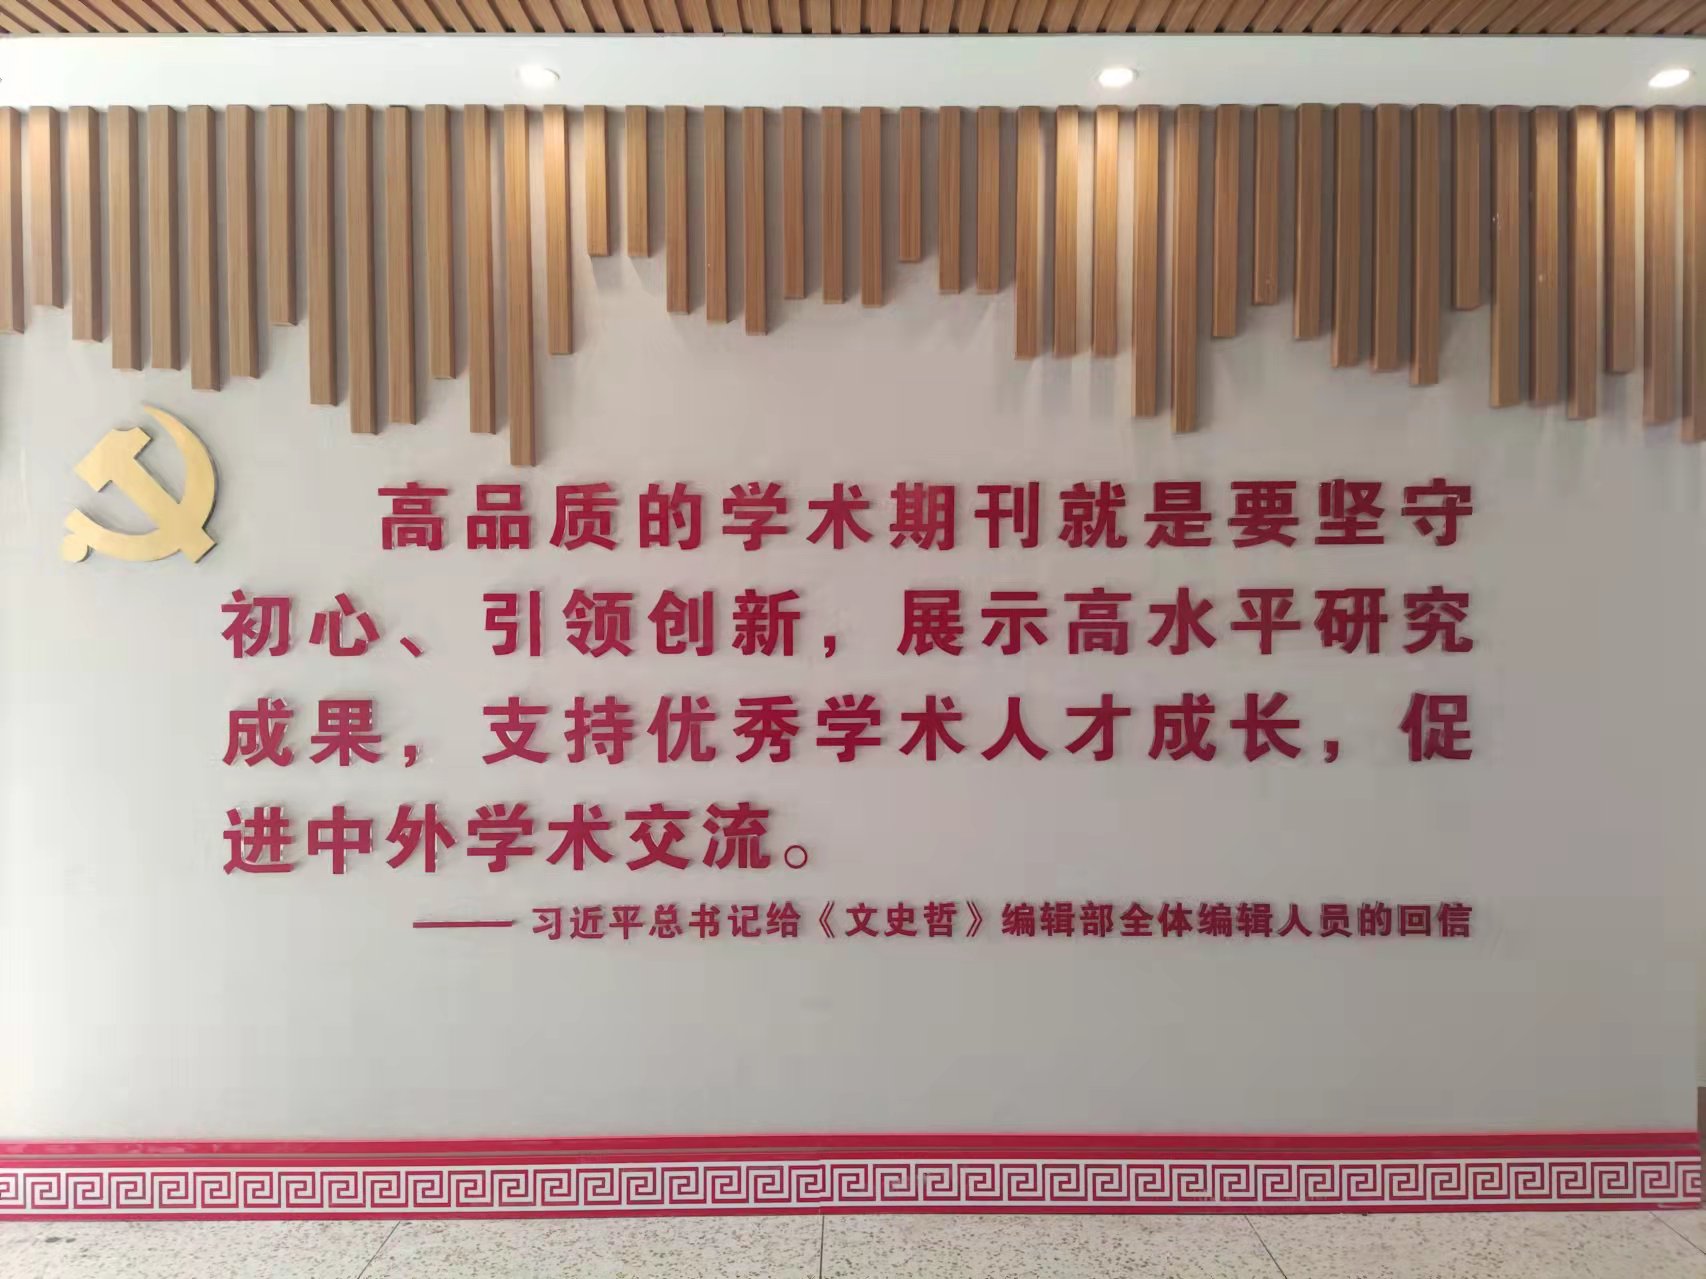 高品质的学术期刊就是要坚守
初心、引领创新，展示高水平研究
成果，支持优秀学术人才成长，促
进中外学术交流。
——习近平总书记给《文史哲》编辑部全体编辑人员的回信